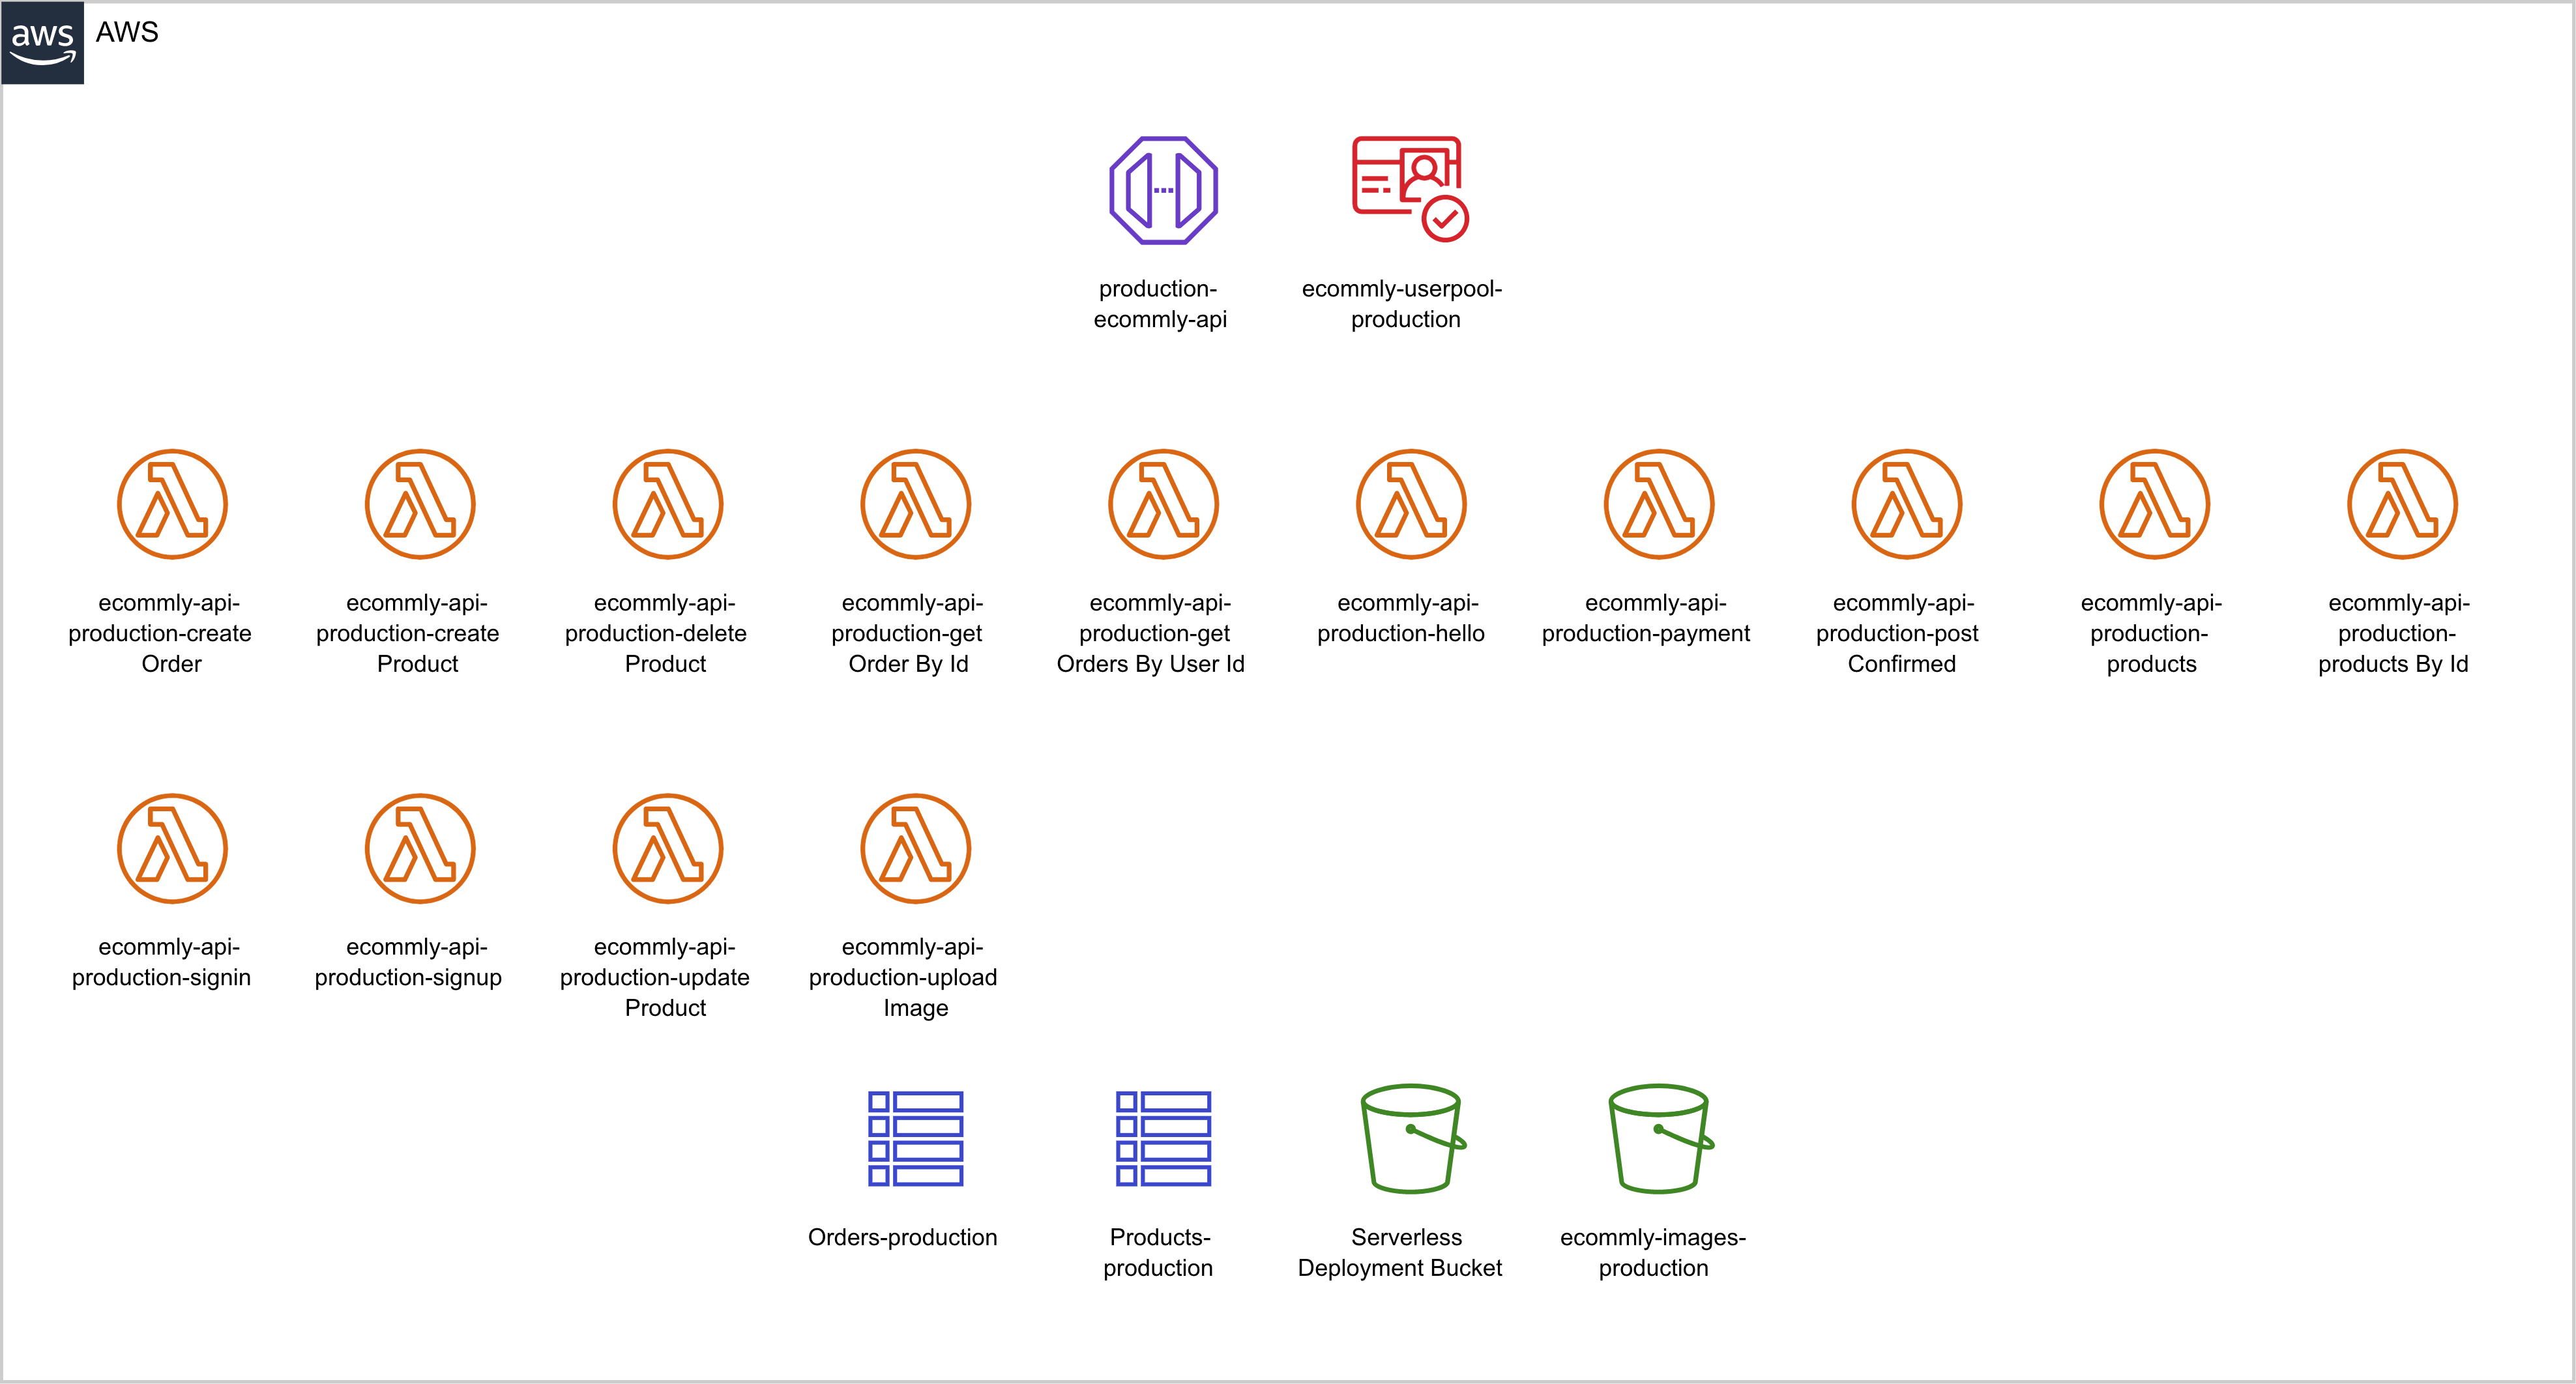 aws
AWS
production-
ecommly-api
ecommly-userpool-
production
ecommly-api-
production-create
Order
ecommly-api-
production-create
Product
ecommly-api-
production-delete
Product
ecommly-api-
production-get
Order By Id
ecommly-api-
production-get
Orders By User Id
ecommly-api-
production-hello
ecommly-api-
production-payment
ecommly-api-
production-post
Confirmed
ecommly-api-
production-
products
ecommly-api-
production-
products By Id
ecommly-api-
production-signin
ecommly-api-
production-signup
ecommly-api-
production-update
Product
ecommly-api-
production-upload
Image
Orders-production
Products-
production
Serverless
Deployment Bucket
ecommly-images-
production